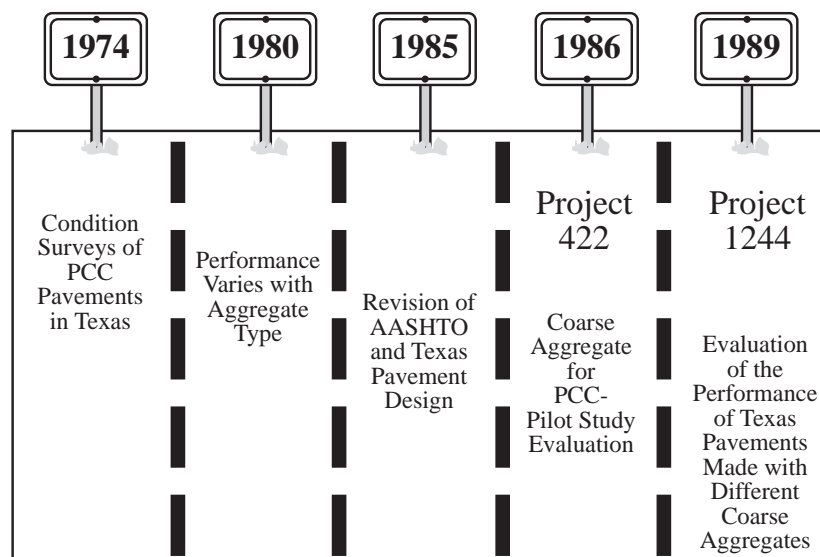 1974
Condition
Surveys of
PCC
Pavements
in Texas
1980
Performance
Varies with
Aggregate
Type
1985
Revision of
AASHTO
and Texas
Pavement
Design
1986
Project
422
Coarse
Aggregate
for
PCC-
Pilot Study
Evaluation
1989
Project
1244
Evaluation
of the
Performance
of Texas
Pavements
Made with
Different
Coarse
Aggregates